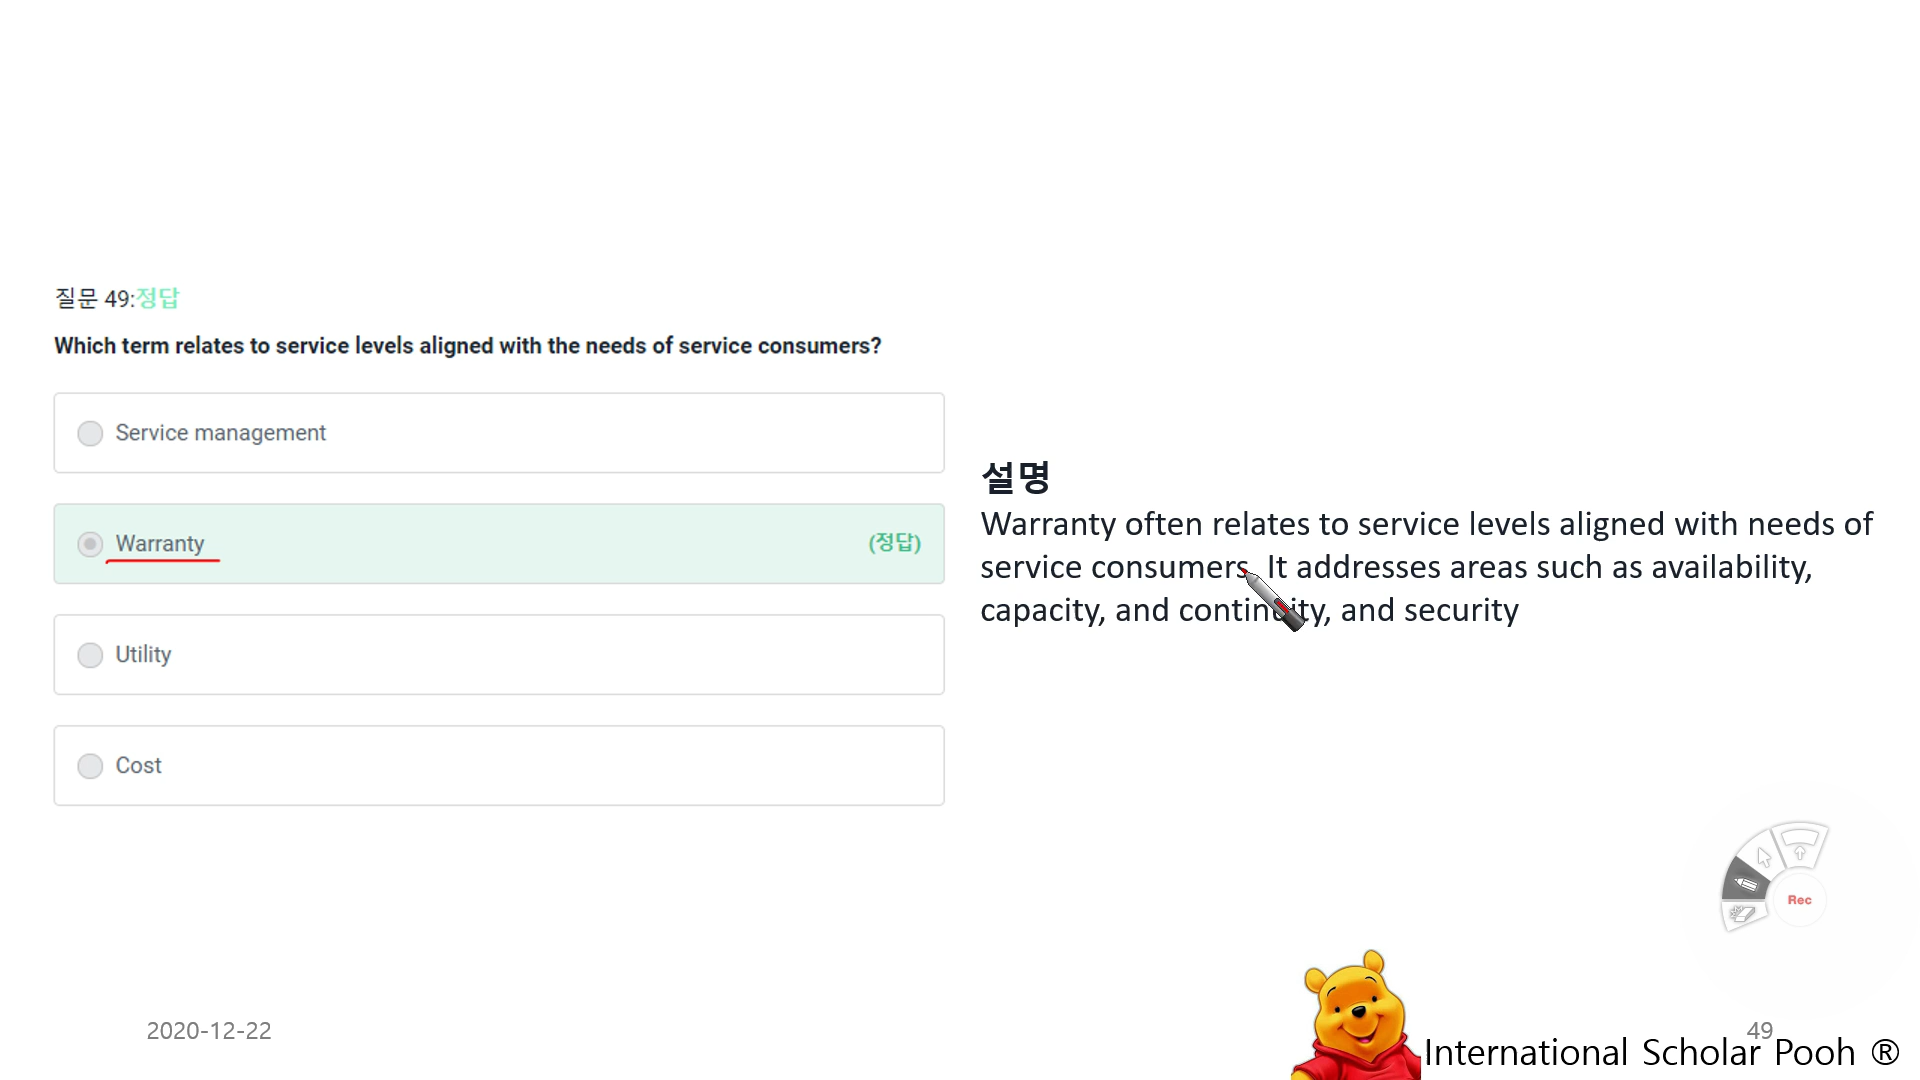 질문 49:정답
Which term relates to service levels aligned with the needs of service consumers?
Service management
Warranty (정답)
Utility
Cost
설명
Warranty often relates to service levels aligned with needs of
service consumers. It addresses areas such as availability,
capacity, and continuity, and security
Rec
2020-12-22
49
International Scholar Pooh ®